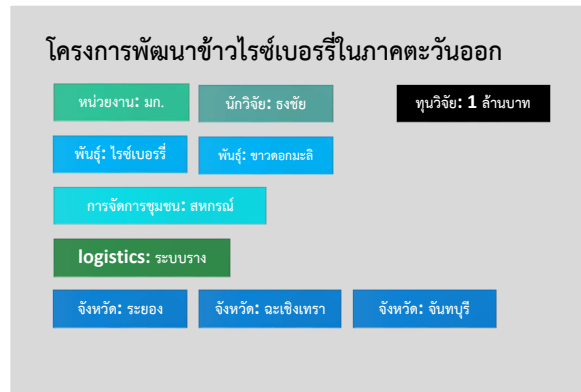 โครงการพัฒนาข้าวไรซ์เบอรรี่ในภาคตะวันออก
หน่วยงาน: มก. นักวิจัย: ธงชัย ทุนวิจัย: 1 ล้านบาท
พันธุ์: ไรซ์เบอรรี่ พันธุ์: ขาวดอกมะลิ
การจัดการชุมชน: สหกรณ์
logistics: ระบบราง
จังหวัด: ระยอง จังหวัด: ฉะเชิงเทรา จังหวัด: จันทบุรี